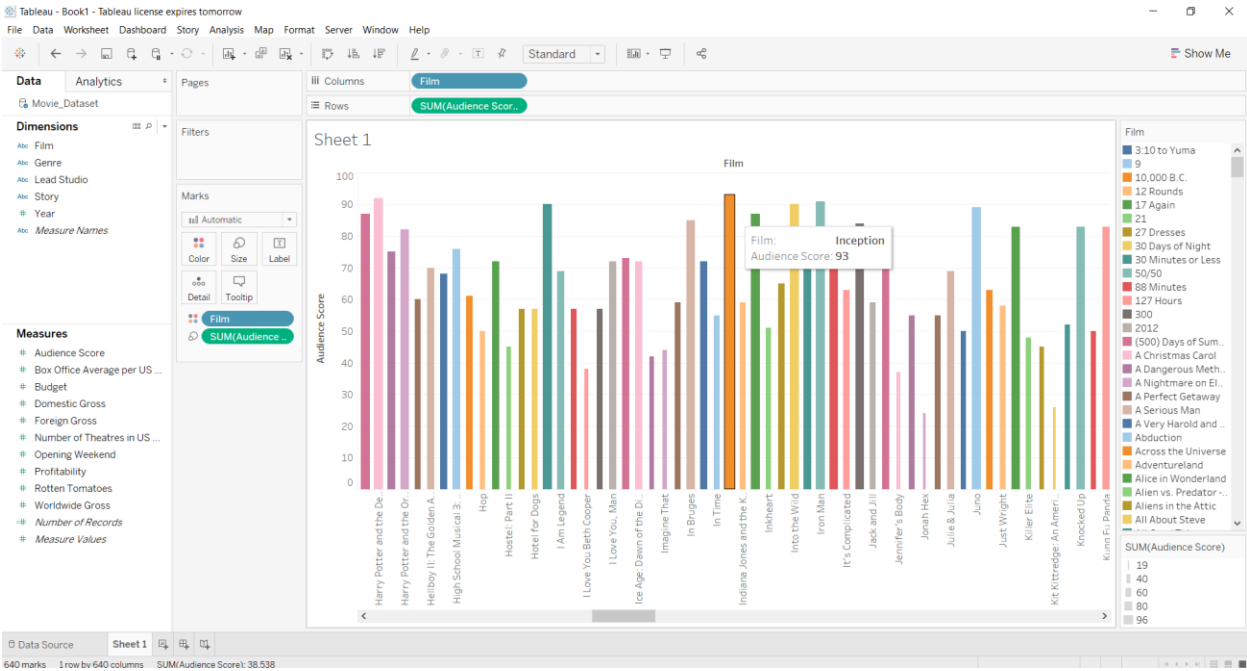 Tableau - Book1 - Tableau license expires tomorrow
File Data Worksheet Dashboard Story Analysis Map Format Server Window Help
Standard
Show Me
Data Analytics
Movie_Dataset
Dimensions
Abc Film
Abc Genre
Abc Lead Studio
Abc Story
# Year
Abc Measure Names
Measures
# Audience Score
# Box Office Average per US ...
# Budget
# Domestic Gross
# Foreign Gross
# Number of Theatres in US ...
# Opening Weekend
# Profitability
# Rotten Tomatoes
# Worldwide Gross
# Number of Records
# Measure Values
Pages
Filters
Marks
Automatic
Color Size Label
Detail Tooltip
Film
SUM(Audience ..
Columns Film
Rows SUM(Audience Scor..
Sheet 1
Film
Audience Score
100
90
80
70
60
50
40
30
20
10
0
Film: Inception
Audience Score: 93
Harry Potter and the De..
Harry Potter and the Or..
Hellboy II: The Golden A..
High School Musical 3: ..
Hop
Hostel: Part II
Hotel for Dogs
I Am Legend
I Love You Beth Cooper
I Love You, Man
Ice Age: Dawn of the Di..
Imagine That
In Bruges
In Time
Indiana Jones and the K..
Inkheart
Into the Wild
Iron Man
It's Complicated
Jack and Jill
Jennifer's Body
Jonah Hex
Julie & Julia
Juno
Just Wright
Killer Elite
Kit Kittredge: An Ameri..
Knocked Up
Kung Fu Panda
Film
3:10 to Yuma
9
10,000 B.C.
12 Rounds
17 Again
21
27 Dresses
30 Days of Night
30 Minutes or Less
50/50
88 Minutes
127 Hours
300
2012
(500) Days of Sum..
A Christmas Carol
A Dangerous Meth..
A Nightmare on El..
A Perfect Getaway
A Serious Man
A Very Harold and ..
Abduction
Across the Universe
Adventureland
Alice in Wonderland
Alien vs. Predator -..
Aliens in the Attic
All About Steve
SUM(Audience Score)
19
40
60
80
96
Data Source Sheet 1
640 marks 1 row by 640 columns SUM(Audience Score): 38,538